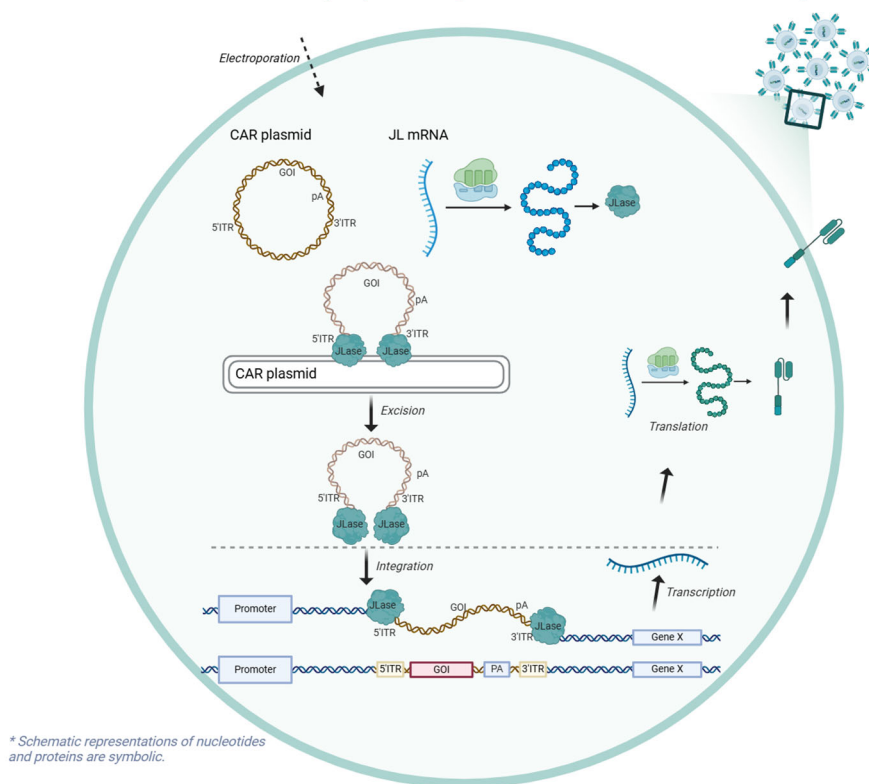 Electroporation
CAR plasmid
JL mRNA
GOI
pA
5'ITR
3'ITR
JLase
GOI
pA
5'ITR
3'ITR
JLase
JLase
CAR plasmid
Excision
Translation
GOI
pA
5'ITR
3'ITR
JLase
JLase
Integration
Transcription
Promoter
JLase
5'ITR
GOI
pA
3'ITR
JLase
Gene X
Promoter
5'ITR
GOI
PA
3'ITR
Gene X
* Schematic representations of nucleotides
and proteins are symbolic.